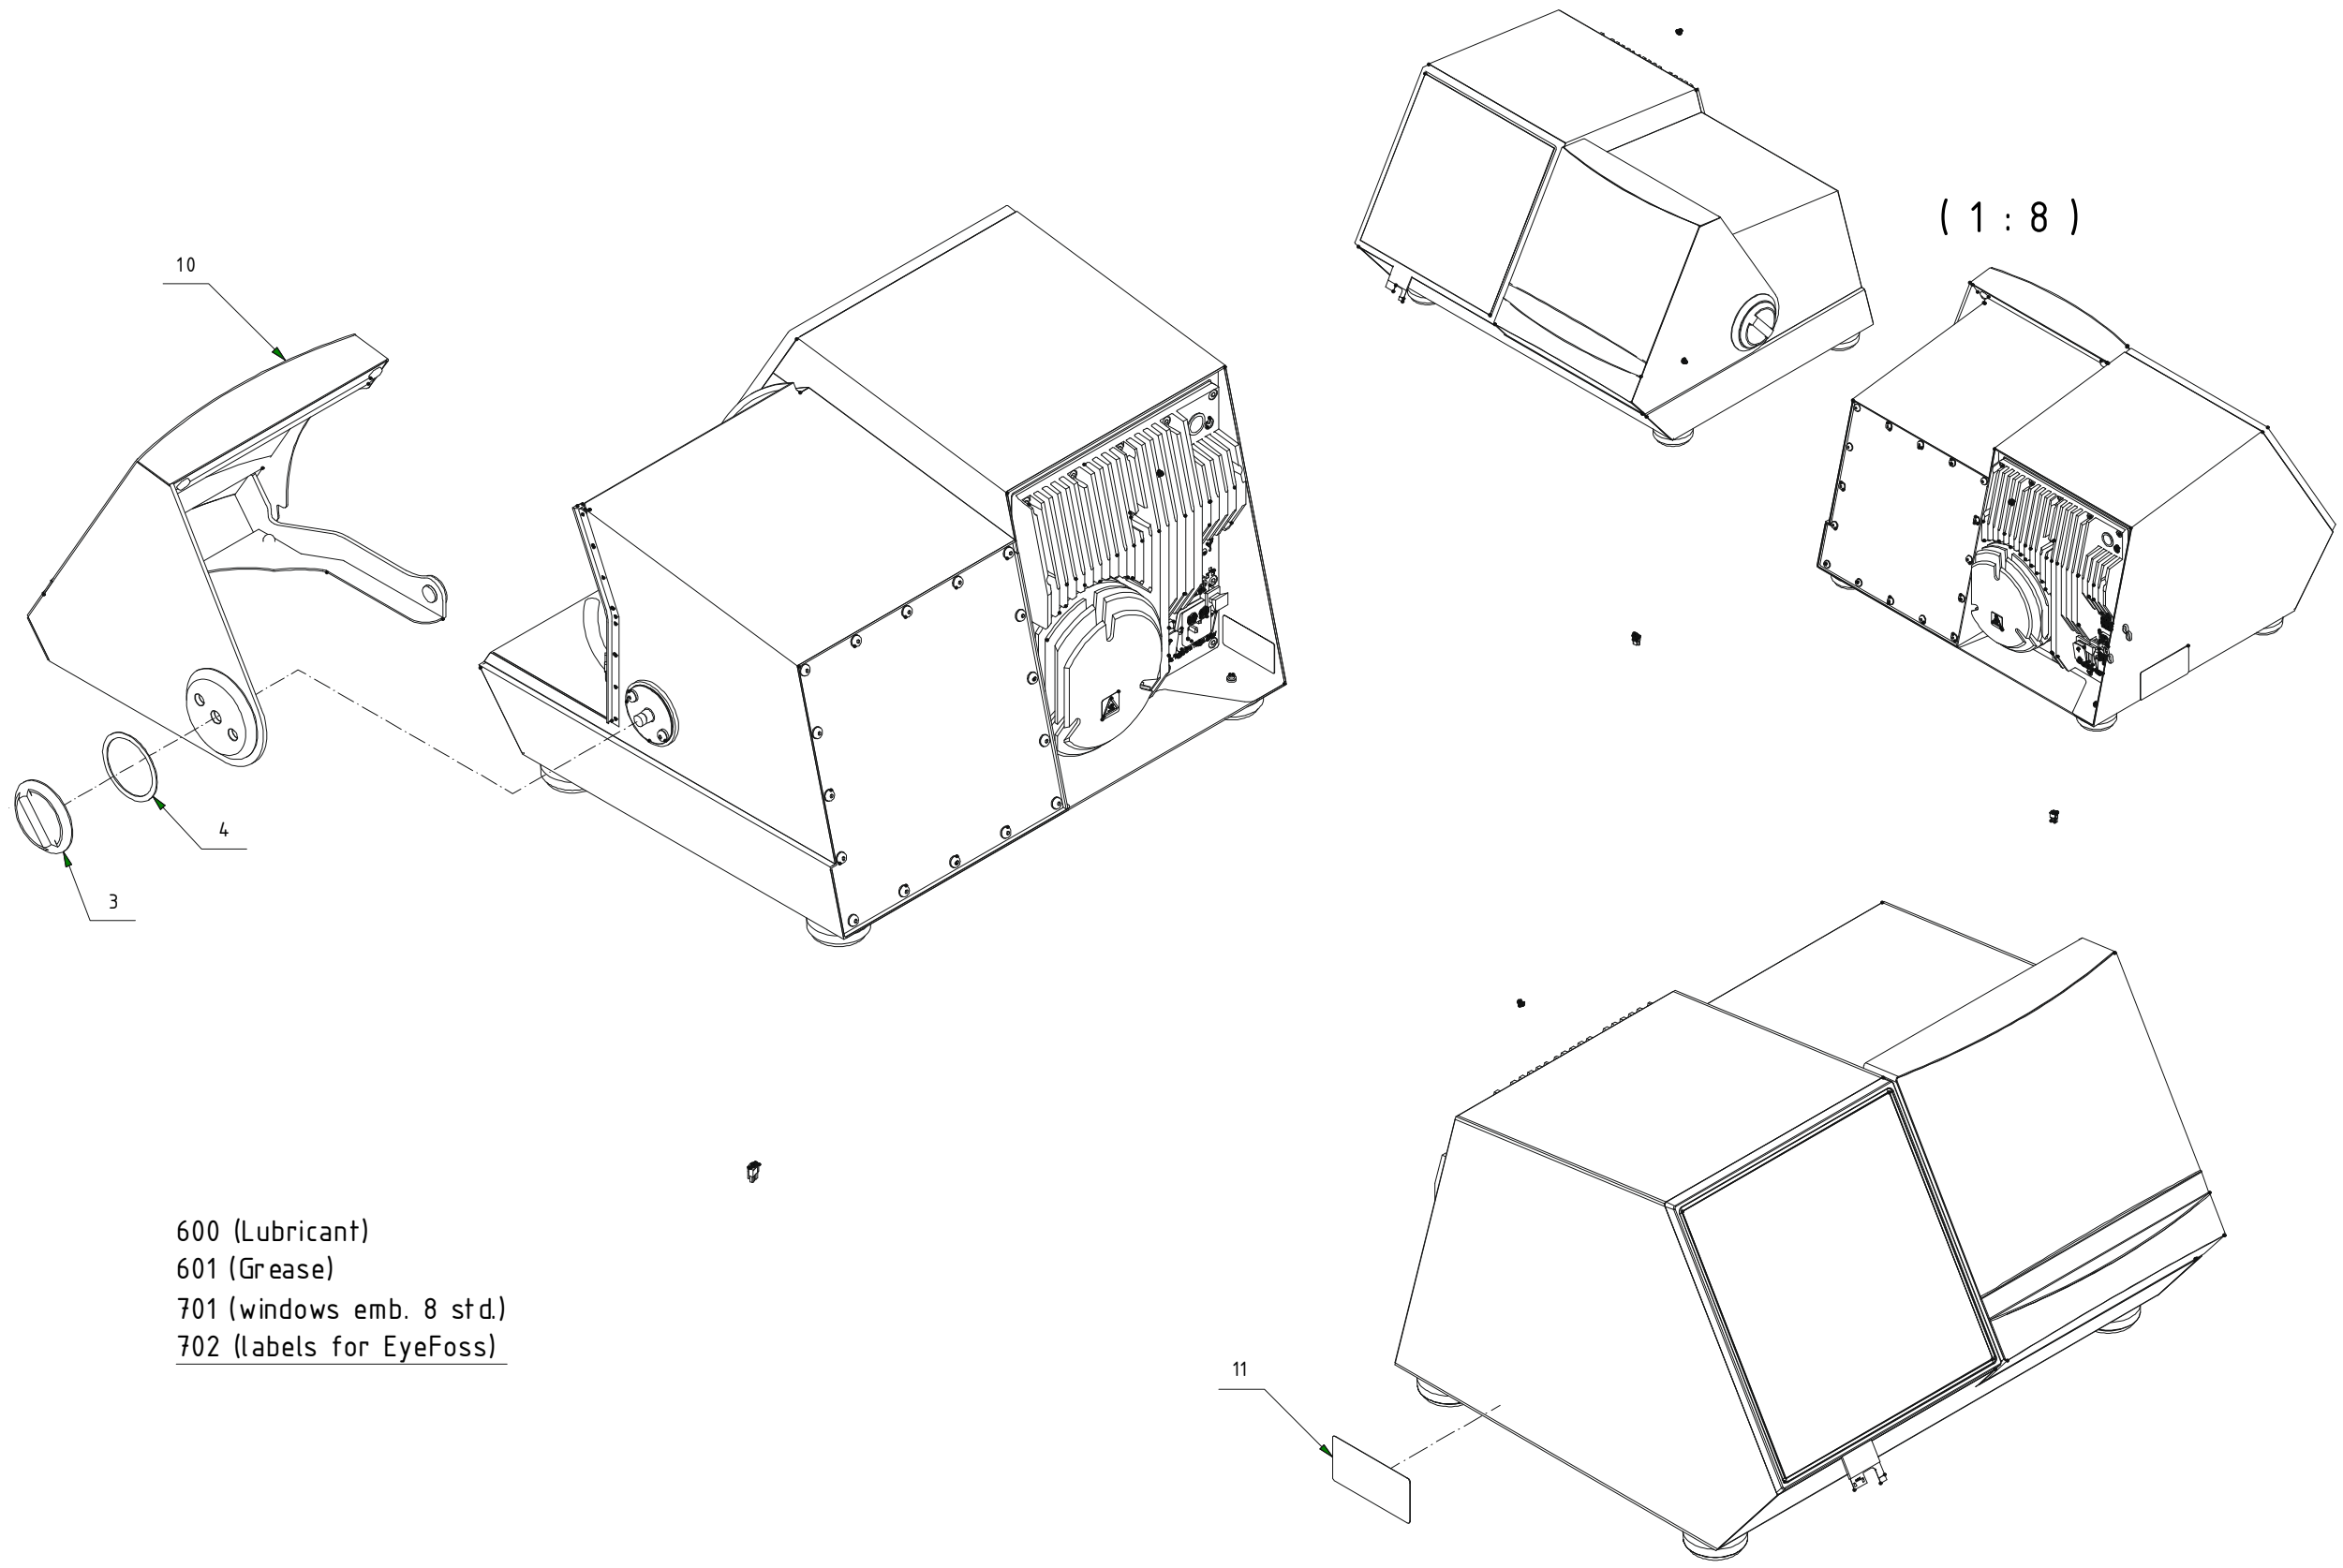 ( 1 : 8 )
10
4
3
600 (Lubricant)
601 (Grease)
701 (windows emb. 8 std.)
702 (labels for EyeFoss)
11